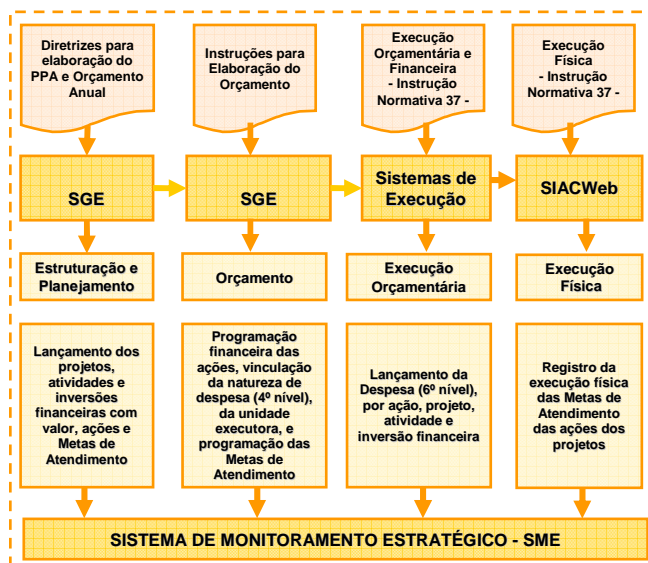 Diretrizes para
elaboração do
PPA e Orçamento
Anual
Instruções para
Elaboração do
Orçamento
Execução
Orçamentária e
Financeira
- Instrução
Normativa 37 -
Execução
Física
- Instrução
Normativa 37 -
SGE
SGE
Sistemas de
Execução
SIACWeb
Estruturação e
Planejamento
Orçamento
Execução
Orçamentária
Execução
Física
Lançamento dos
projetos,
atividades e
inversões
financeiras com
valor, ações e
Metas de
Atendimento
Programação
financeira das
ações, vinculação
da natureza de
despesa (4º nível),
da unidade
executora, e
programação das
Metas de
Atendimento
Lançamento da
Despesa (6º nível),
por ação, projeto,
atividade e
inversão financeira
Registro da
execução física
das Metas de
Atendimento
das ações dos
projetos
SISTEMA DE MONITORAMENTO ESTRATÉGICO - SME